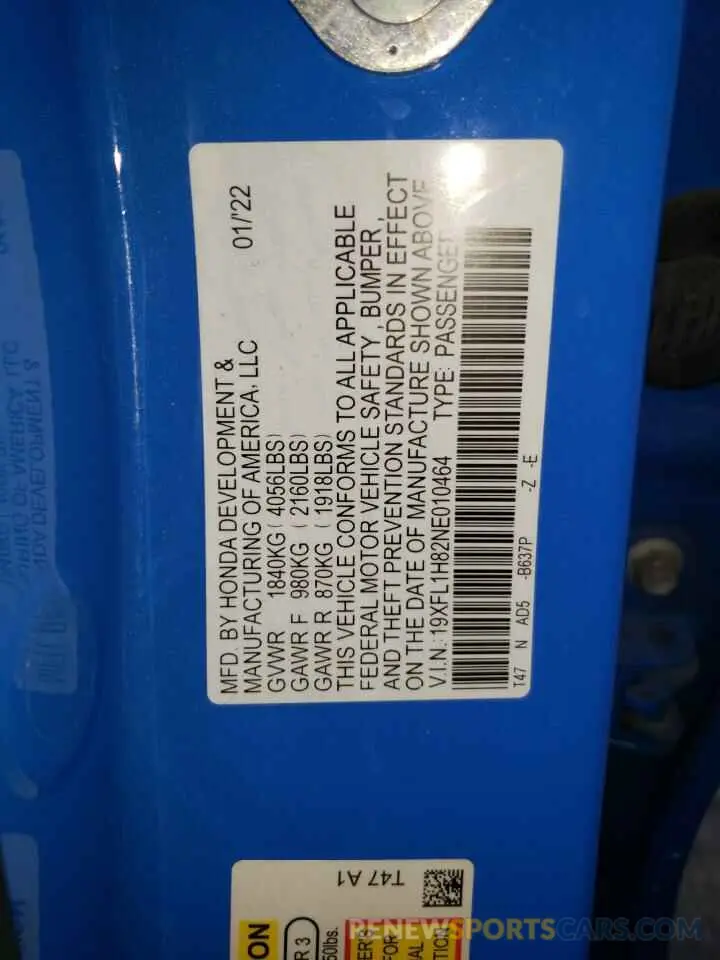 MFD. BY HONDA DEVELOPMENT &
MANUFACTURING OF AMERICA, LLC 01/'22
GVWR 1840KG ( 4056LBS)
GAWR F 980KG ( 2160LBS)
GAWR R 870KG ( 1918LBS)
THIS VEHICLE CONFORMS TO ALL APPLICABLE
FEDERAL MOTOR VEHICLE SAFETY, BUMPER,
AND THEFT PREVENTION STANDARDS IN EFFECT
ON THE DATE OF MANUFACTURE SHOWN ABOVE
V.I.N.: 19XFL1H82NE010464 TYPE: PASSENGER
T47 N AD5 -B637P -Z -E
T47 A1
RENEWSPORTSCARS.COM